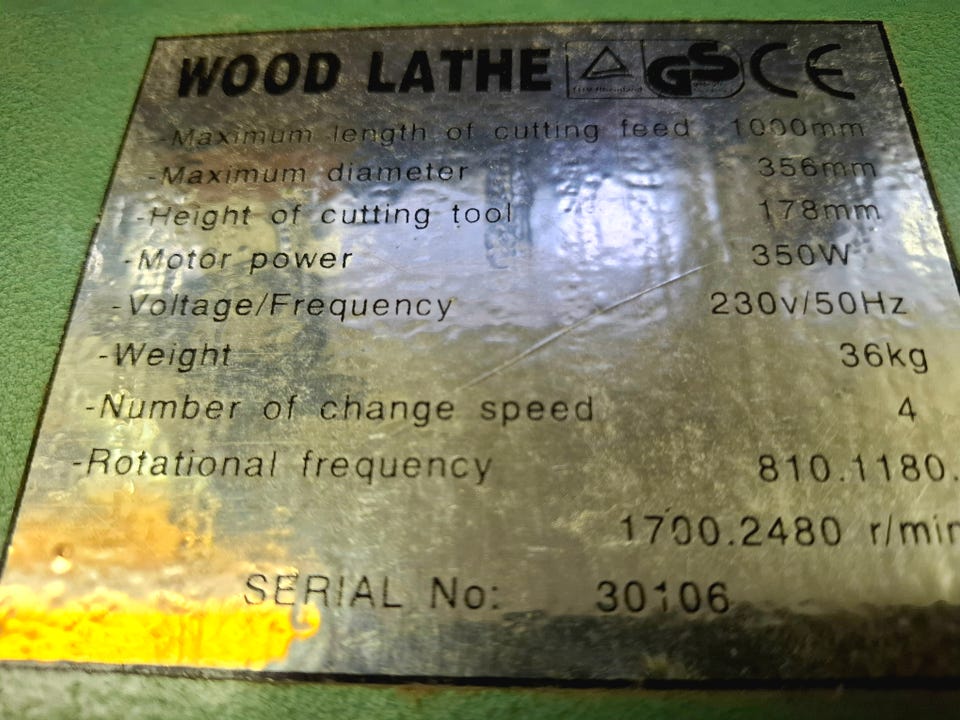 WOOD LATHE GS CE
-Maximum length of cutting feed 1000mm
-Maximum diameter 356mm
-Height of cutting tool 178mm
-Motor power 350W
-Voltage/Frequency 230v/50Hz
-Weight 36kg
-Number of change speed 4
-Rotational frequency 810.1180.
1700.2480 r/min
SERIAL No: 30106